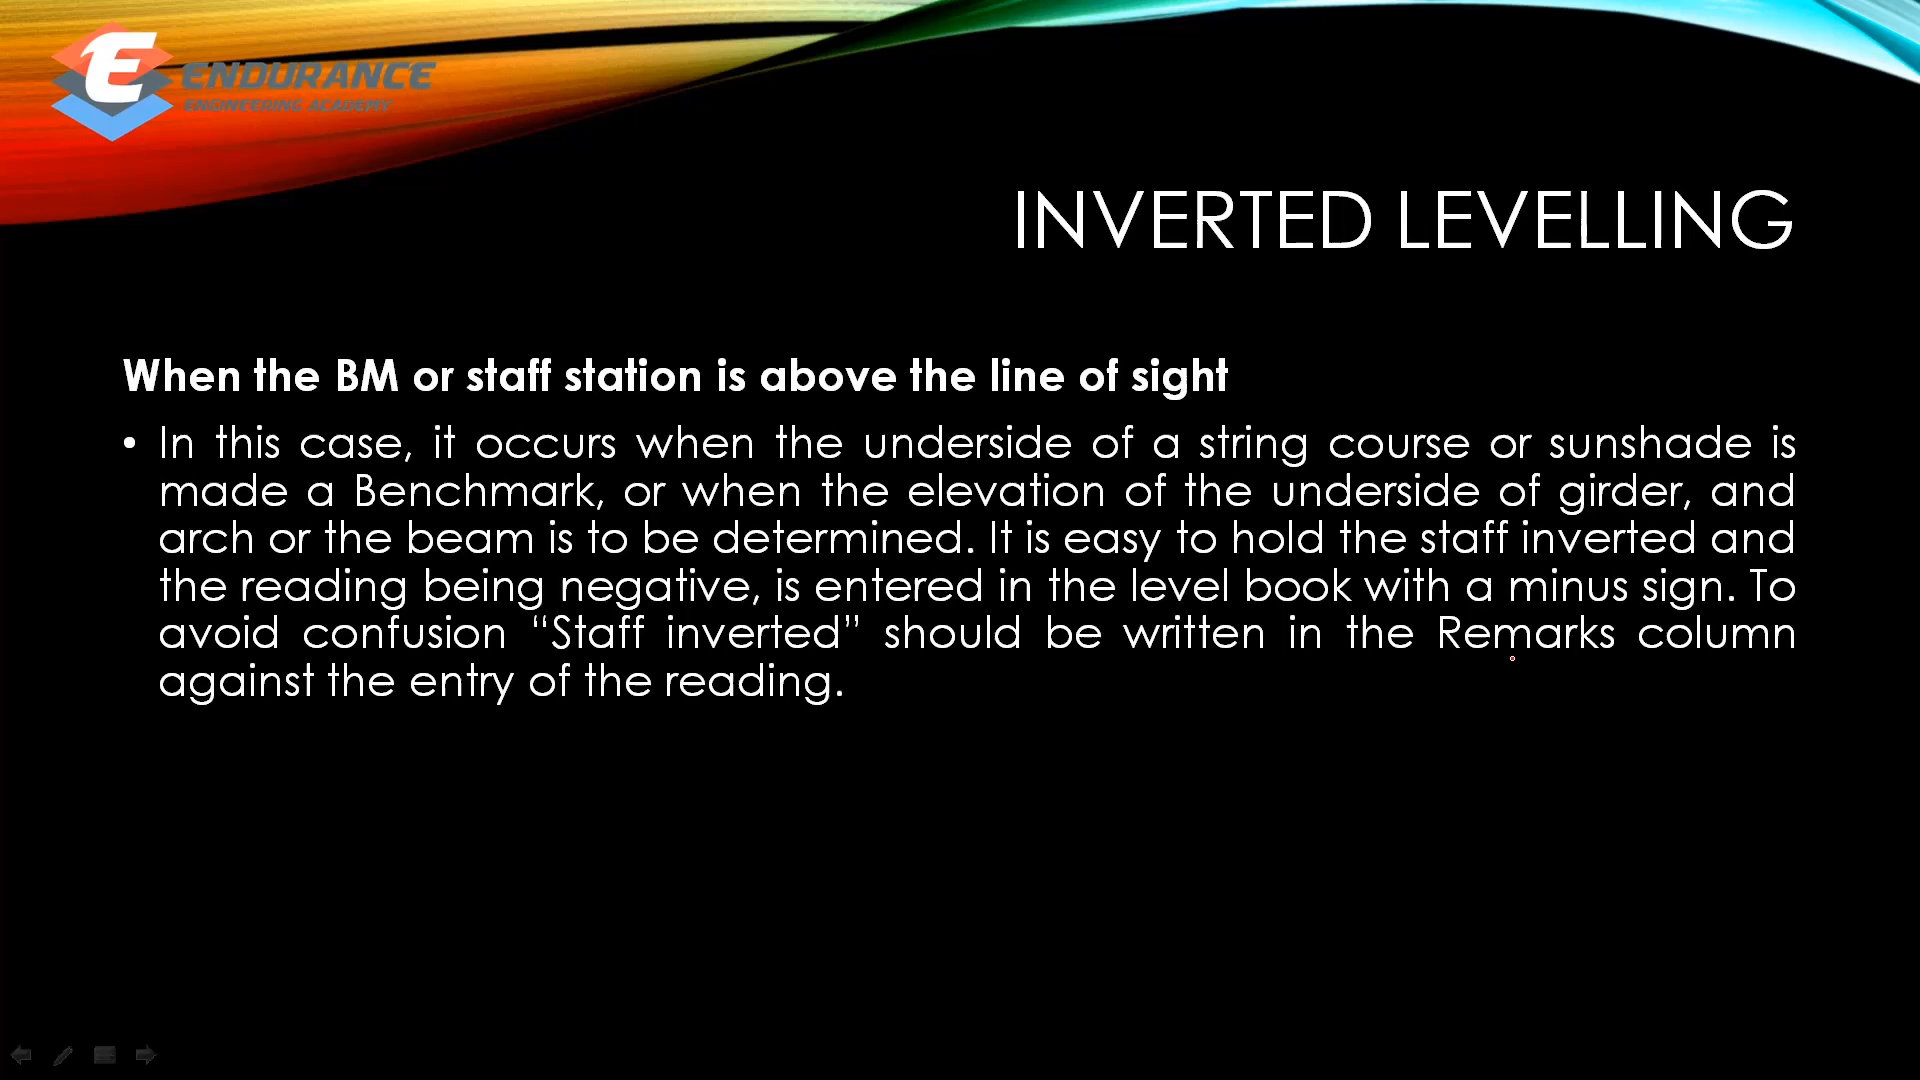 E ENDURANCE
ENGINEERING ACADEMY
INVERTED LEVELLING
When the BM or staff station is above the line of sight
• In this case, it occurs when the underside of a string course or sunshade is
made a Benchmark, or when the elevation of the underside of girder, and
arch or the beam is to be determined. It is easy to hold the staff inverted and
the reading being negative, is entered in the level book with a minus sign. To
avoid confusion “Staff inverted” should be written in the Remarks column
against the entry of the reading.